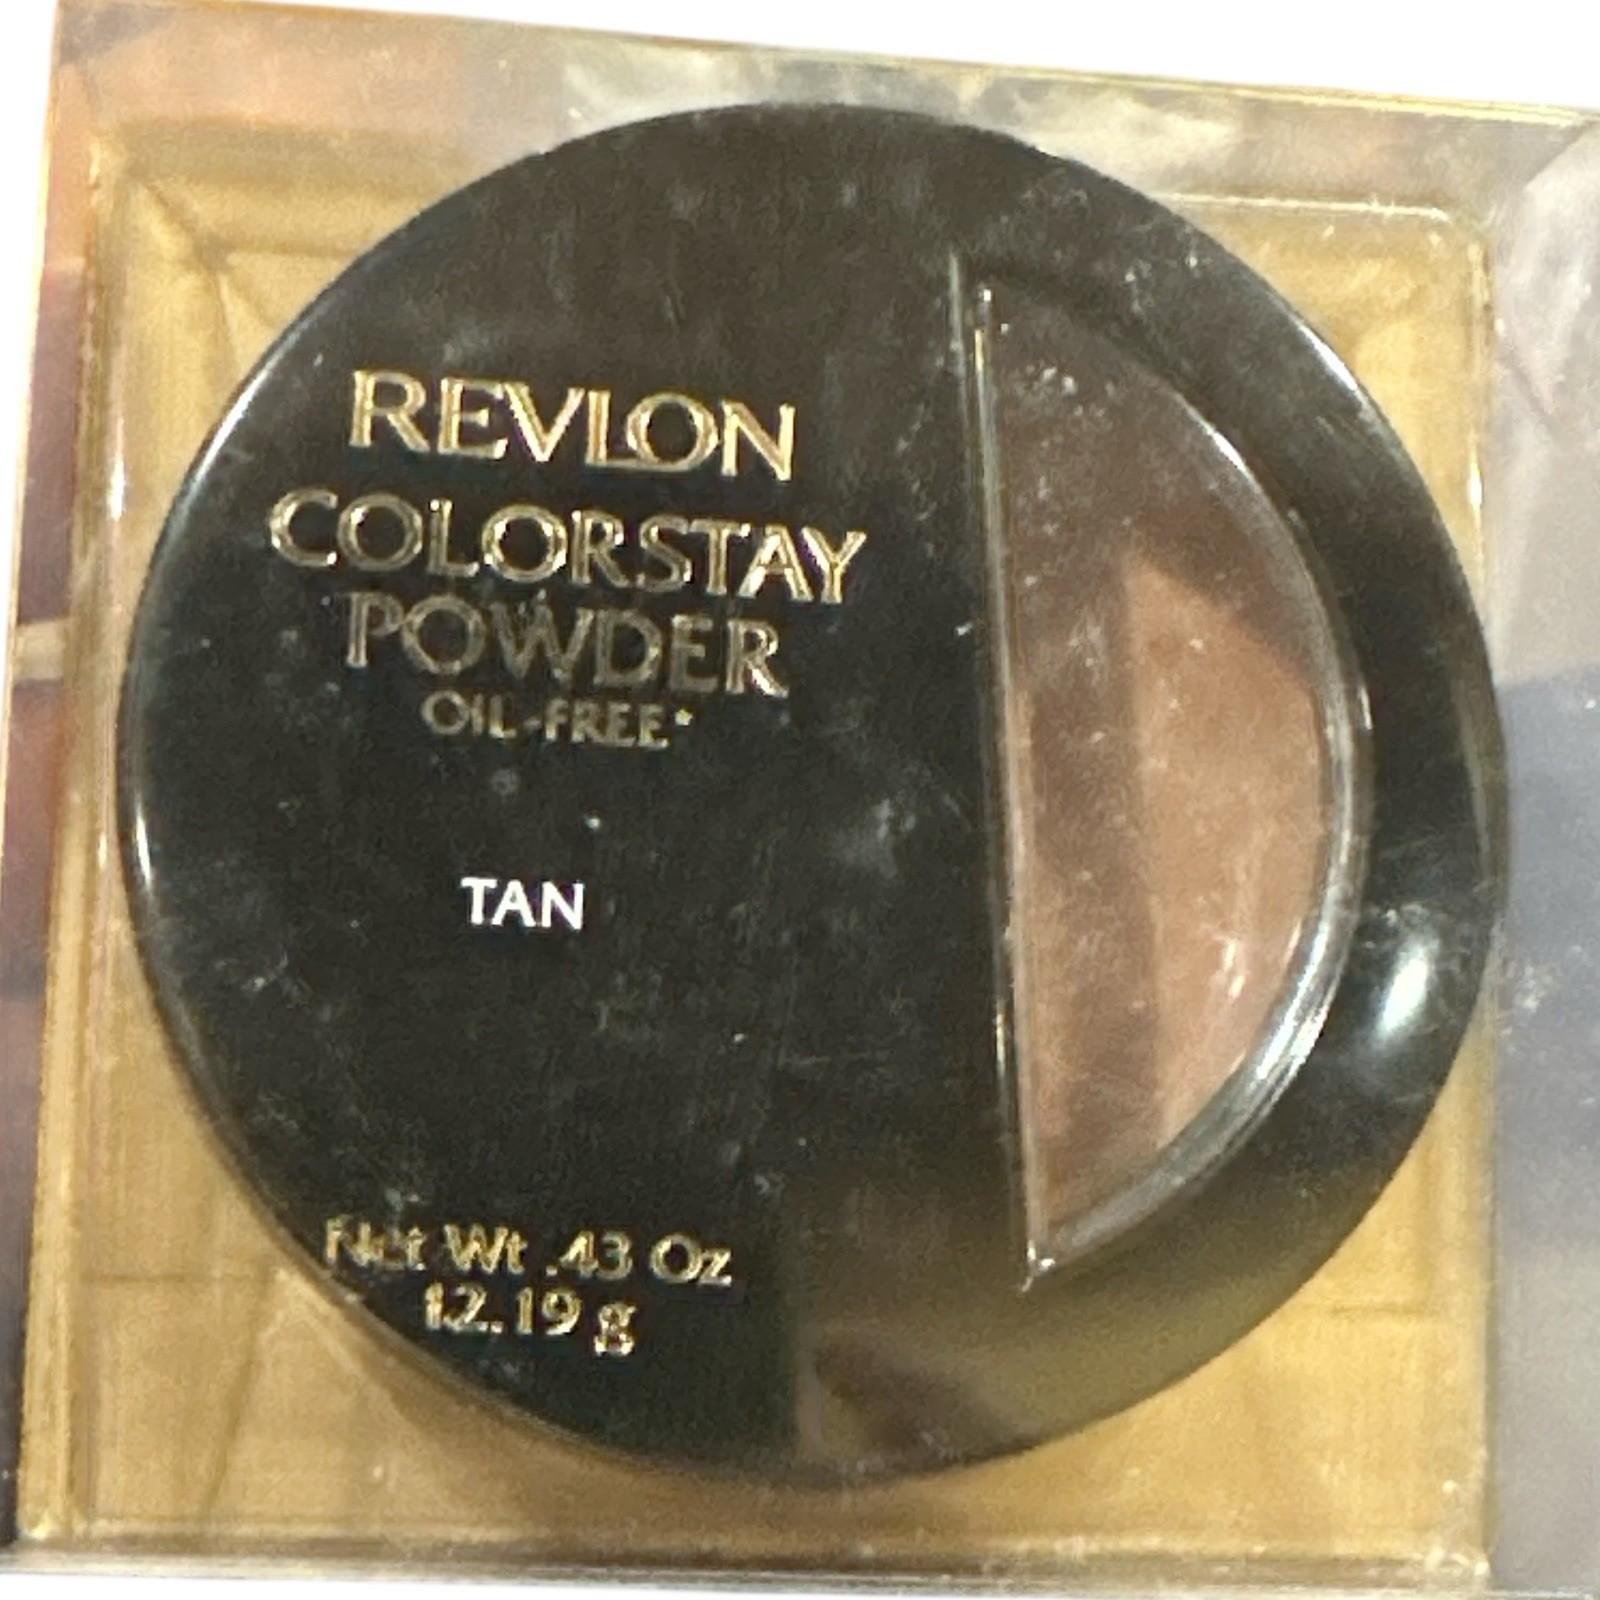 REVLON
COLORSTAY
POWDER
OIL-FREE*
TAN
Net Wt .43 Oz
12.19 g